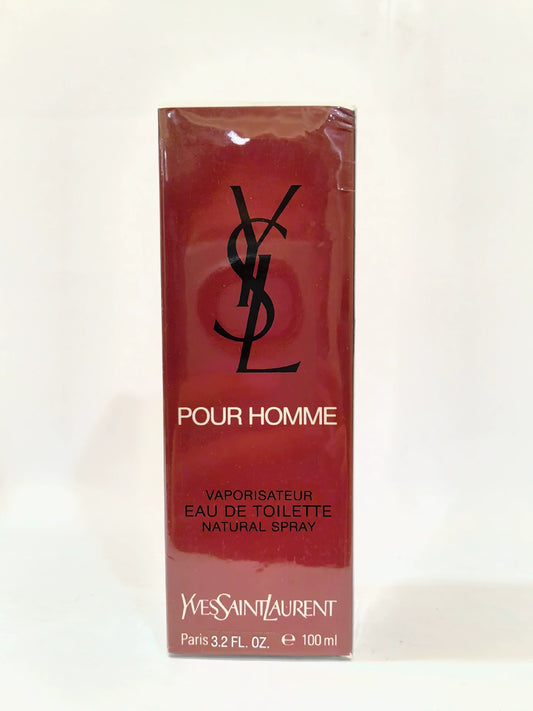 YSL
POUR HOMME
VAPORISATEUR
EAU DE TOILETTE
NATURAL SPRAY
YVESSAINTLAURENT
Paris 3.2 FL. OZ. ℮ 100 ml